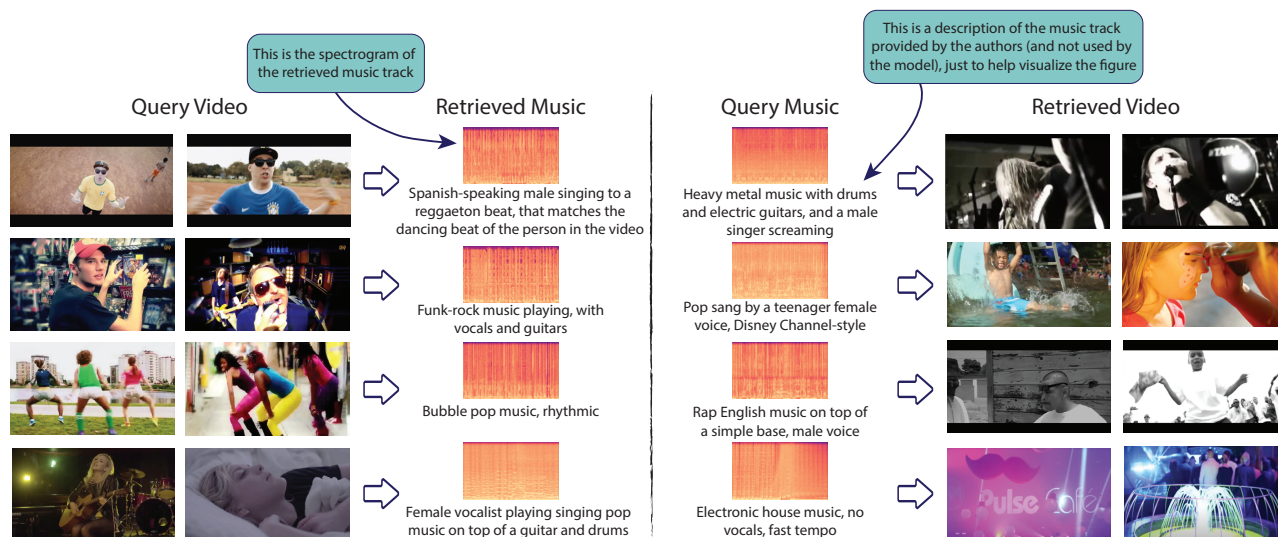 This is the spectrogram of
the retrieved music track
This is a description of the music track
provided by the authors (and not used by
the model), just to help visualize the figure
Query Video
Retrieved Music
Query Music
Retrieved Video
Spanish-speaking male singing to a
reggaeton beat, that matches the
dancing beat of the person in the video
Heavy metal music with drums
and electric guitars, and a male
singer screaming
TAMA
Funk-rock music playing, with
vocals and guitars
Pop sang by a teenager female
voice, Disney Channel-style
Bubble pop music, rhythmic
Rap English music on top of
a simple base, male voice
Female vocalist playing singing pop
music on top of a guitar and drums
Electronic house music, no
vocals, fast tempo
Pulse Café